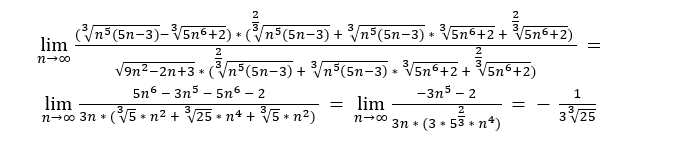 lim n→∞ (∛n⁵(5n−3)−∛5n⁶+2)∗(2/3√n⁵(5n−3) + ∛n⁵(5n−3) ∗ ∛5n⁶+2 + 2/3√5n⁶+2) / √9n²−2n+3 ∗ (2/3√n⁵(5n−3) + ∛n⁵(5n−3) ∗ ∛5n⁶+2 + 2/3√5n⁶+2) =
lim n→∞ 5n⁶ − 3n⁵ − 5n⁶ − 2 / 3n ∗ (∛5 ∗ n² + ∛25 ∗ n⁴ + ∛5 ∗ n²) = lim n→∞ −3n⁵ − 2 / 3n ∗ (3 ∗ 5^(2/3) ∗ n⁴) = − 1 / 3∛25